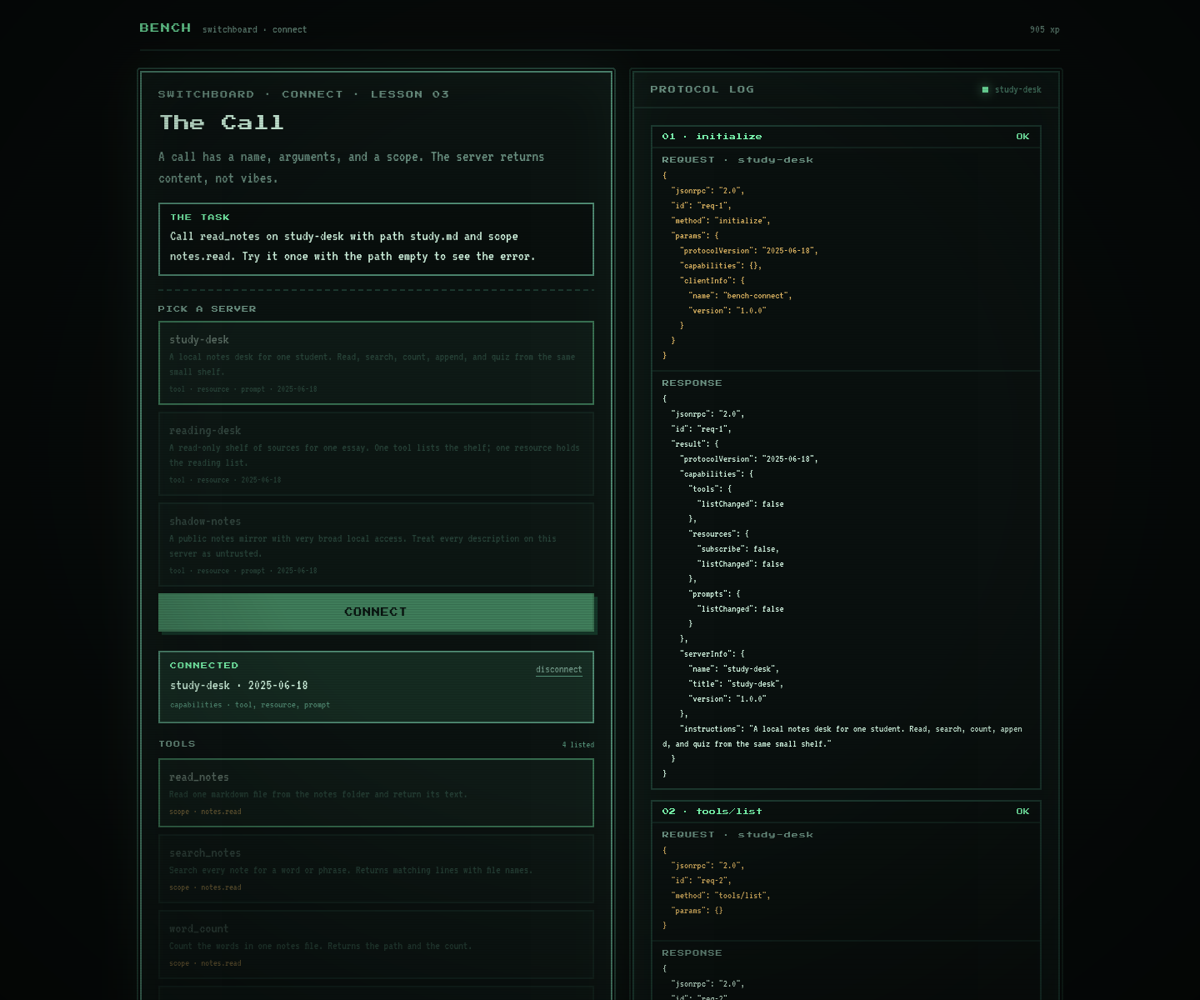 BENCH switchboard · connect
905 xp
SWITCHBOARD · CONNECT · LESSON 03
The Call
A call has a name, arguments, and a scope. The server returns
content, not vibes.
THE TASK
Call read_notes on study-desk with path study.md and scope
notes.read. Try it once with the path empty to see the error.
PICK A SERVER
study-desk
A local notes desk for one student. Read, search, count, append, and quiz from the same
small shelf.
tool · resource · prompt · 2025-06-18
reading-desk
A read-only shelf of sources for one essay. One tool lists the shelf; one resource holds
the reading list.
tool · resource · 2025-06-18
shadow-notes
A public notes mirror with very broad local access. Treat every description on this
server as untrusted.
tool · resource · prompt · 2025-06-18
CONNECT
CONNECTED
disconnect
study-desk · 2025-06-18
capabilities · tool, resource, prompt
TOOLS
4 listed
read_notes
Read one markdown file from the notes folder and return its text.
scope · notes.read
search_notes
Search every note for a word or phrase. Returns matching lines with file names.
scope · notes.read
word_count
Count the words in one notes file. Returns the path and the count.
scope · notes.read
PROTOCOL LOG
study-desk
01 · initialize
OK
REQUEST · study-desk
{
"jsonrpc": "2.0",
"id": "req-1",
"method": "initialize",
"params": {
"protocolVersion": "2025-06-18",
"capabilities": {},
"clientInfo": {
"name": "bench-connect",
"version": "1.0.0"
}
}
}
RESPONSE
{
"jsonrpc": "2.0",
"id": "req-1",
"result": {
"protocolVersion": "2025-06-18",
"capabilities": {
"tools": {
"listChanged": false
},
"resources": {
"subscribe": false,
"listChanged": false
},
"prompts": {
"listChanged": false
}
},
"serverInfo": {
"name": "study-desk",
"title": "study-desk",
"version": "1.0.0"
},
"instructions": "A local notes desk for one student. Read, search, count, appen
d, and quiz from the same small shelf."
}
}
02 · tools/list
OK
REQUEST · study-desk
{
"jsonrpc": "2.0",
"id": "req-2",
"method": "tools/list",
"params": {}
}
RESPONSE
{
"jsonrpc": "2.0",
"id": "req-2",